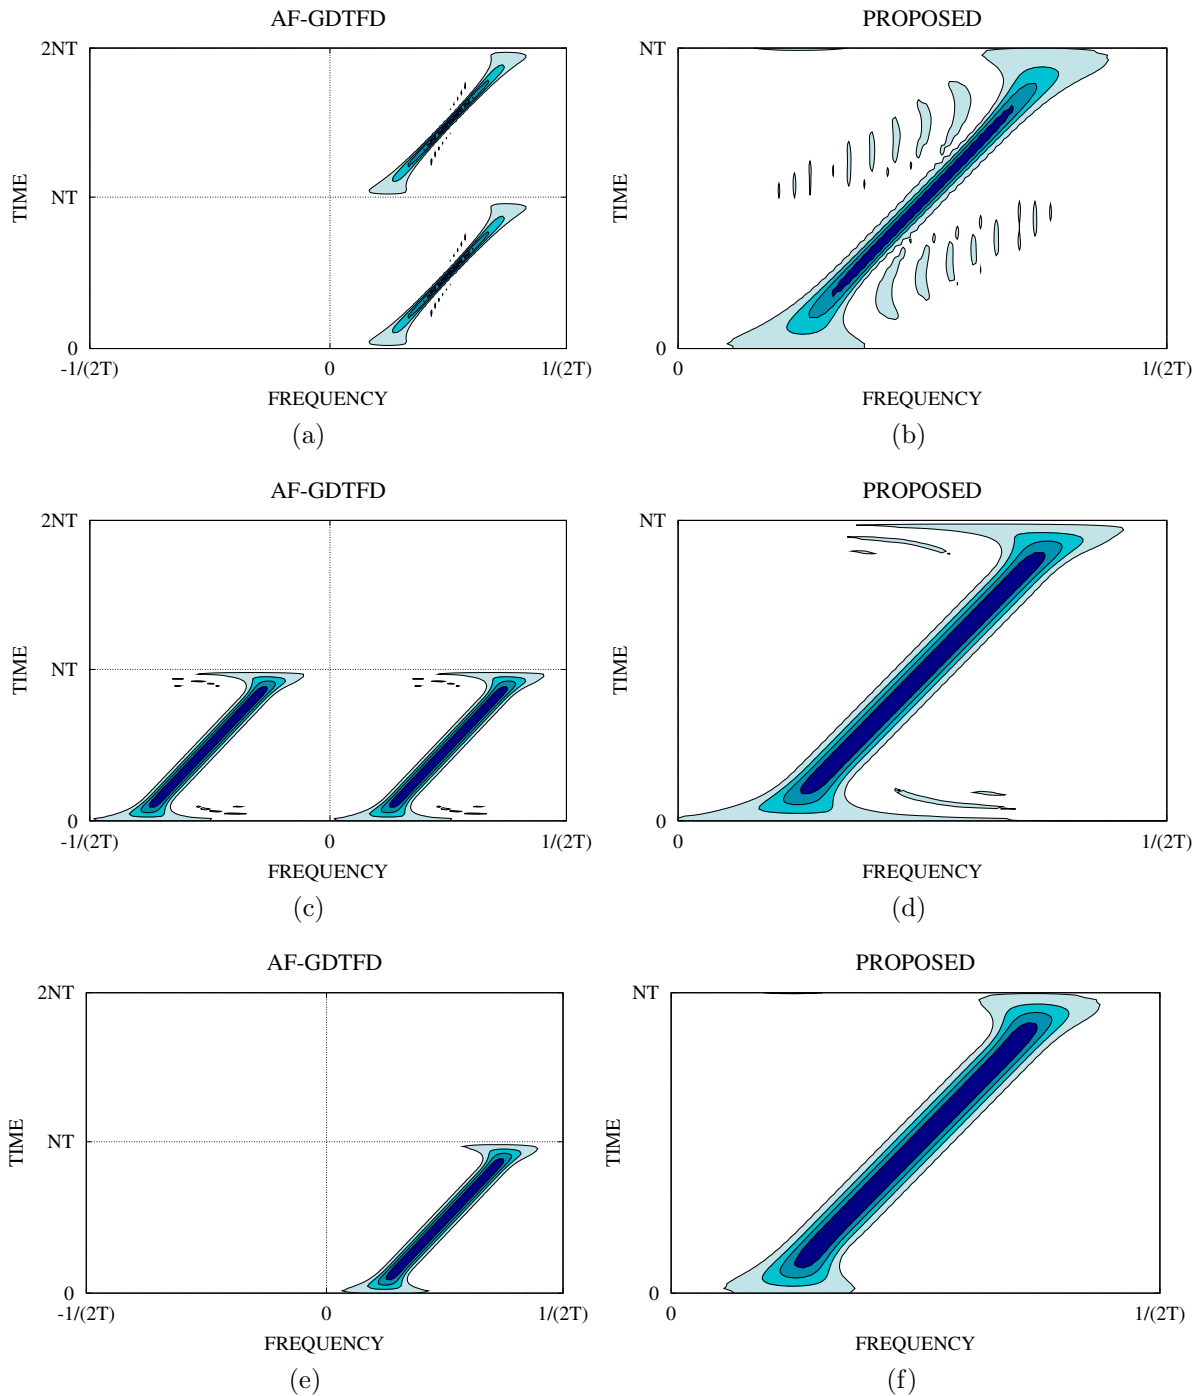 AF-GDTFD
2NT
NT
0
TIME
-1/(2T)
0
1/(2T)
FREQUENCY
(a)
PROPOSED
NT
0
TIME
0
1/(2T)
FREQUENCY
(b)
AF-GDTFD
2NT
NT
0
TIME
-1/(2T)
0
1/(2T)
FREQUENCY
(c)
PROPOSED
NT
0
TIME
0
1/(2T)
FREQUENCY
(d)
AF-GDTFD
2NT
NT
0
TIME
-1/(2T)
0
1/(2T)
FREQUENCY
(e)
PROPOSED
NT
0
TIME
0
1/(2T)
FREQUENCY
(f)